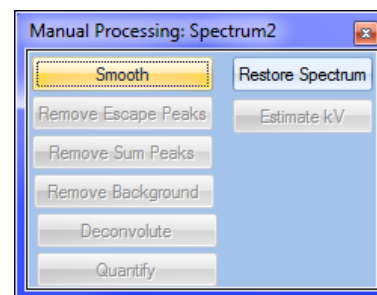 Manual Processing: Spectrum2
Smooth
Restore Spectrum
Remove Escape Peaks
Estimate kV
Remove Sum Peaks
Remove Background
Deconvolute
Quantify